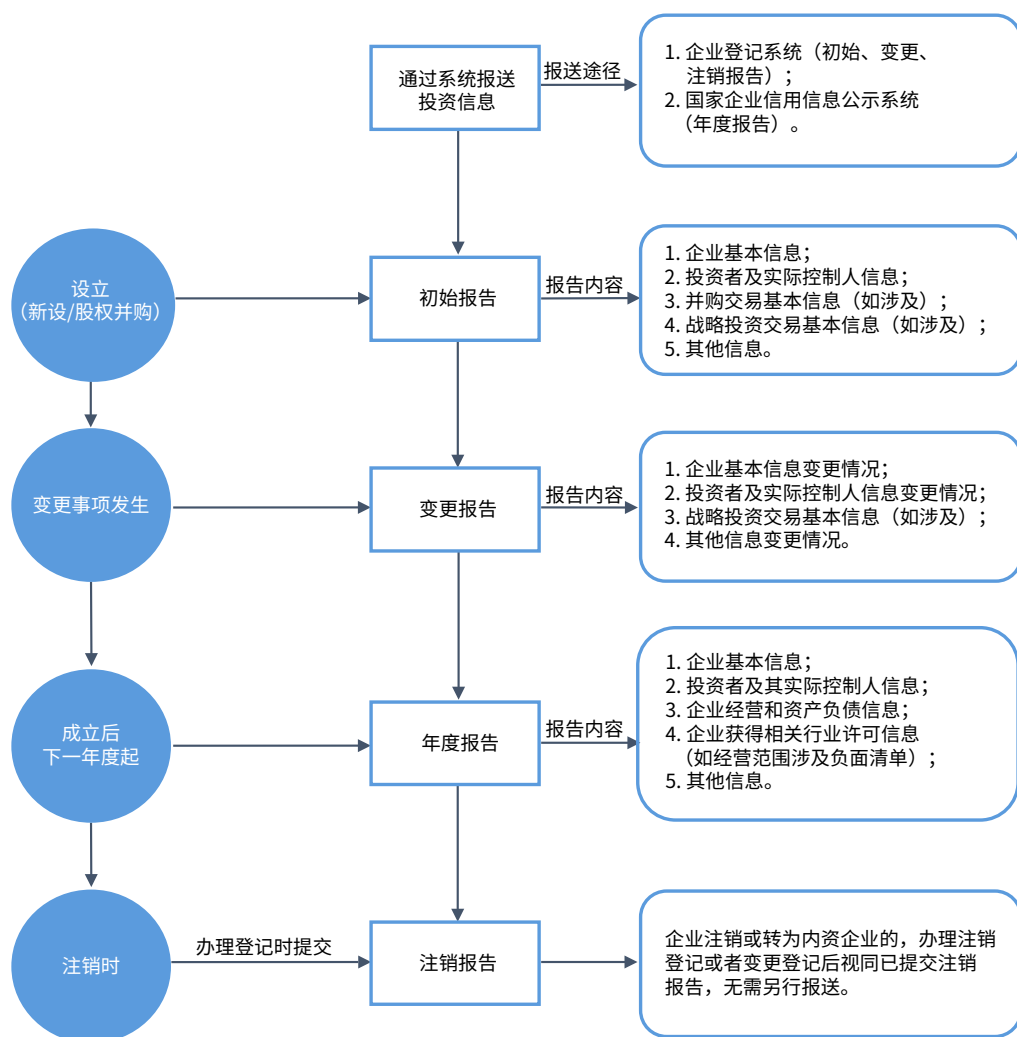 通过系统报送
投资信息
报送途径
1. 企业登记系统（初始、变更、
注销报告）；
2. 国家企业信用信息公示系统
（年度报告）。
设立
（新设/股权并购）
初始报告
报告内容
1. 企业基本信息；
2. 投资者及实际控制人信息；
3. 并购交易基本信息（如涉及）；
4. 战略投资交易基本信息（如涉及）；
5. 其他信息。
变更事项发生
变更报告
报告内容
1. 企业基本信息变更情况；
2. 投资者及实际控制人信息变更情况；
3. 战略投资交易基本信息（如涉及）；
4. 其他信息变更情况。
成立后
下一年度起
年度报告
报告内容
1. 企业基本信息；
2. 投资者及其实际控制人信息；
3. 企业经营和资产负债信息；
4. 企业获得相关行业许可信息
（如经营范围涉及负面清单）；
5. 其他信息。
注销时
办理登记时提交
注销报告
企业注销或转为内资企业的，办理注销
登记或者变更登记后视同已提交注销
报告，无需另行报送。